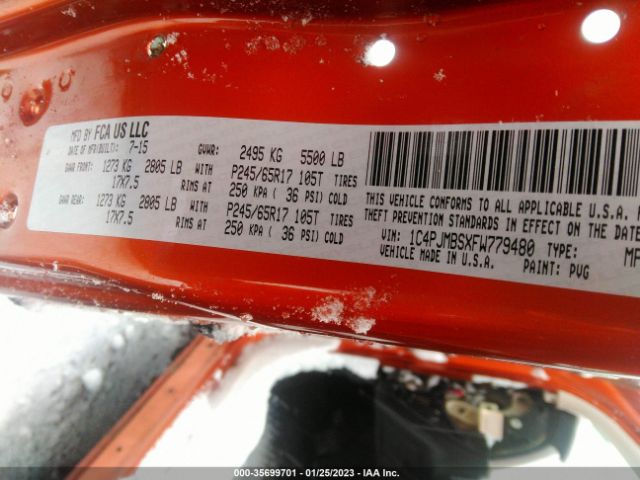 MFD BY FCA US LLC
DATE OF MFR(BUILT): 7-15 GVWR: 2495 KG 5500 LB
GAWR FRONT: 1273 KG 2805 LB WITH P245/65R17 105T TIRES
17X7.5 RIMS AT 250 KPA ( 36 PSI) COLD
GAWR REAR: 1273 KG 2805 LB WITH P245/65R17 105T TIRES
17X7.5 RIMS AT 250 KPA ( 36 PSI) COLD
THIS VEHICLE CONFORMS TO ALL APPLICABLE U.S.A.
THEFT PREVENTION STANDARDS IN EFFECT ON THE DATE
VIN: 1C4PJMBSXFW779480 TYPE:
VEHICLE MADE IN U.S.A. PAINT: PVG
000-35699701 - 01/25/2023 - IAA Inc.